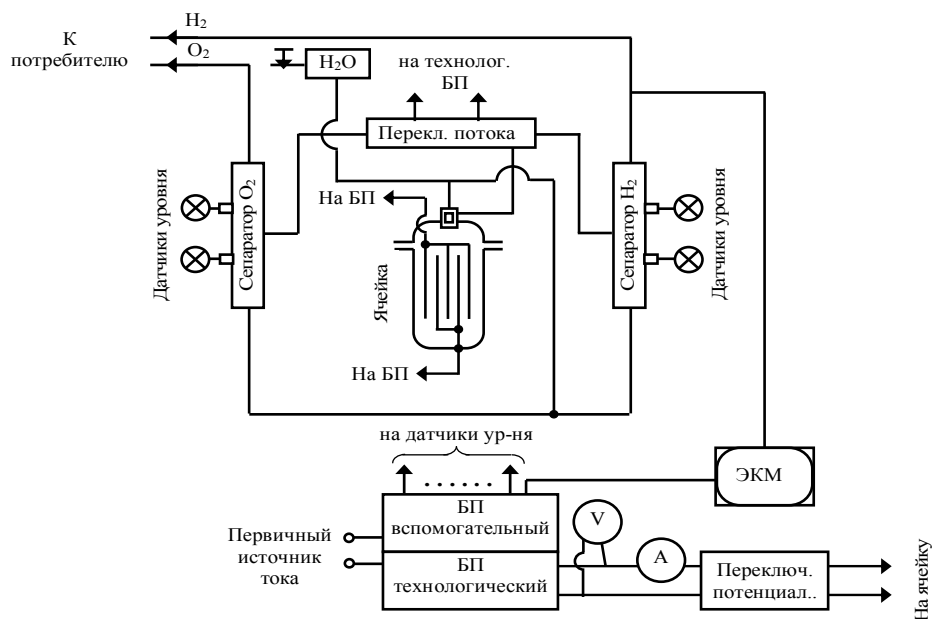 H₂
К
потребителю
O₂
H₂O
на технолог.
БП
Перекл. потока
Датчики уровня
Сепаратор O₂
На БП
Ячейка
На БП
Сепаратор H₂
Датчики уровня
на датчики ур-ня
......
ЭКМ
БП
вспомогательный
V
Первичный
источник
тока
БП
технологический
A
Переключ.
потенциал..
На ячейку